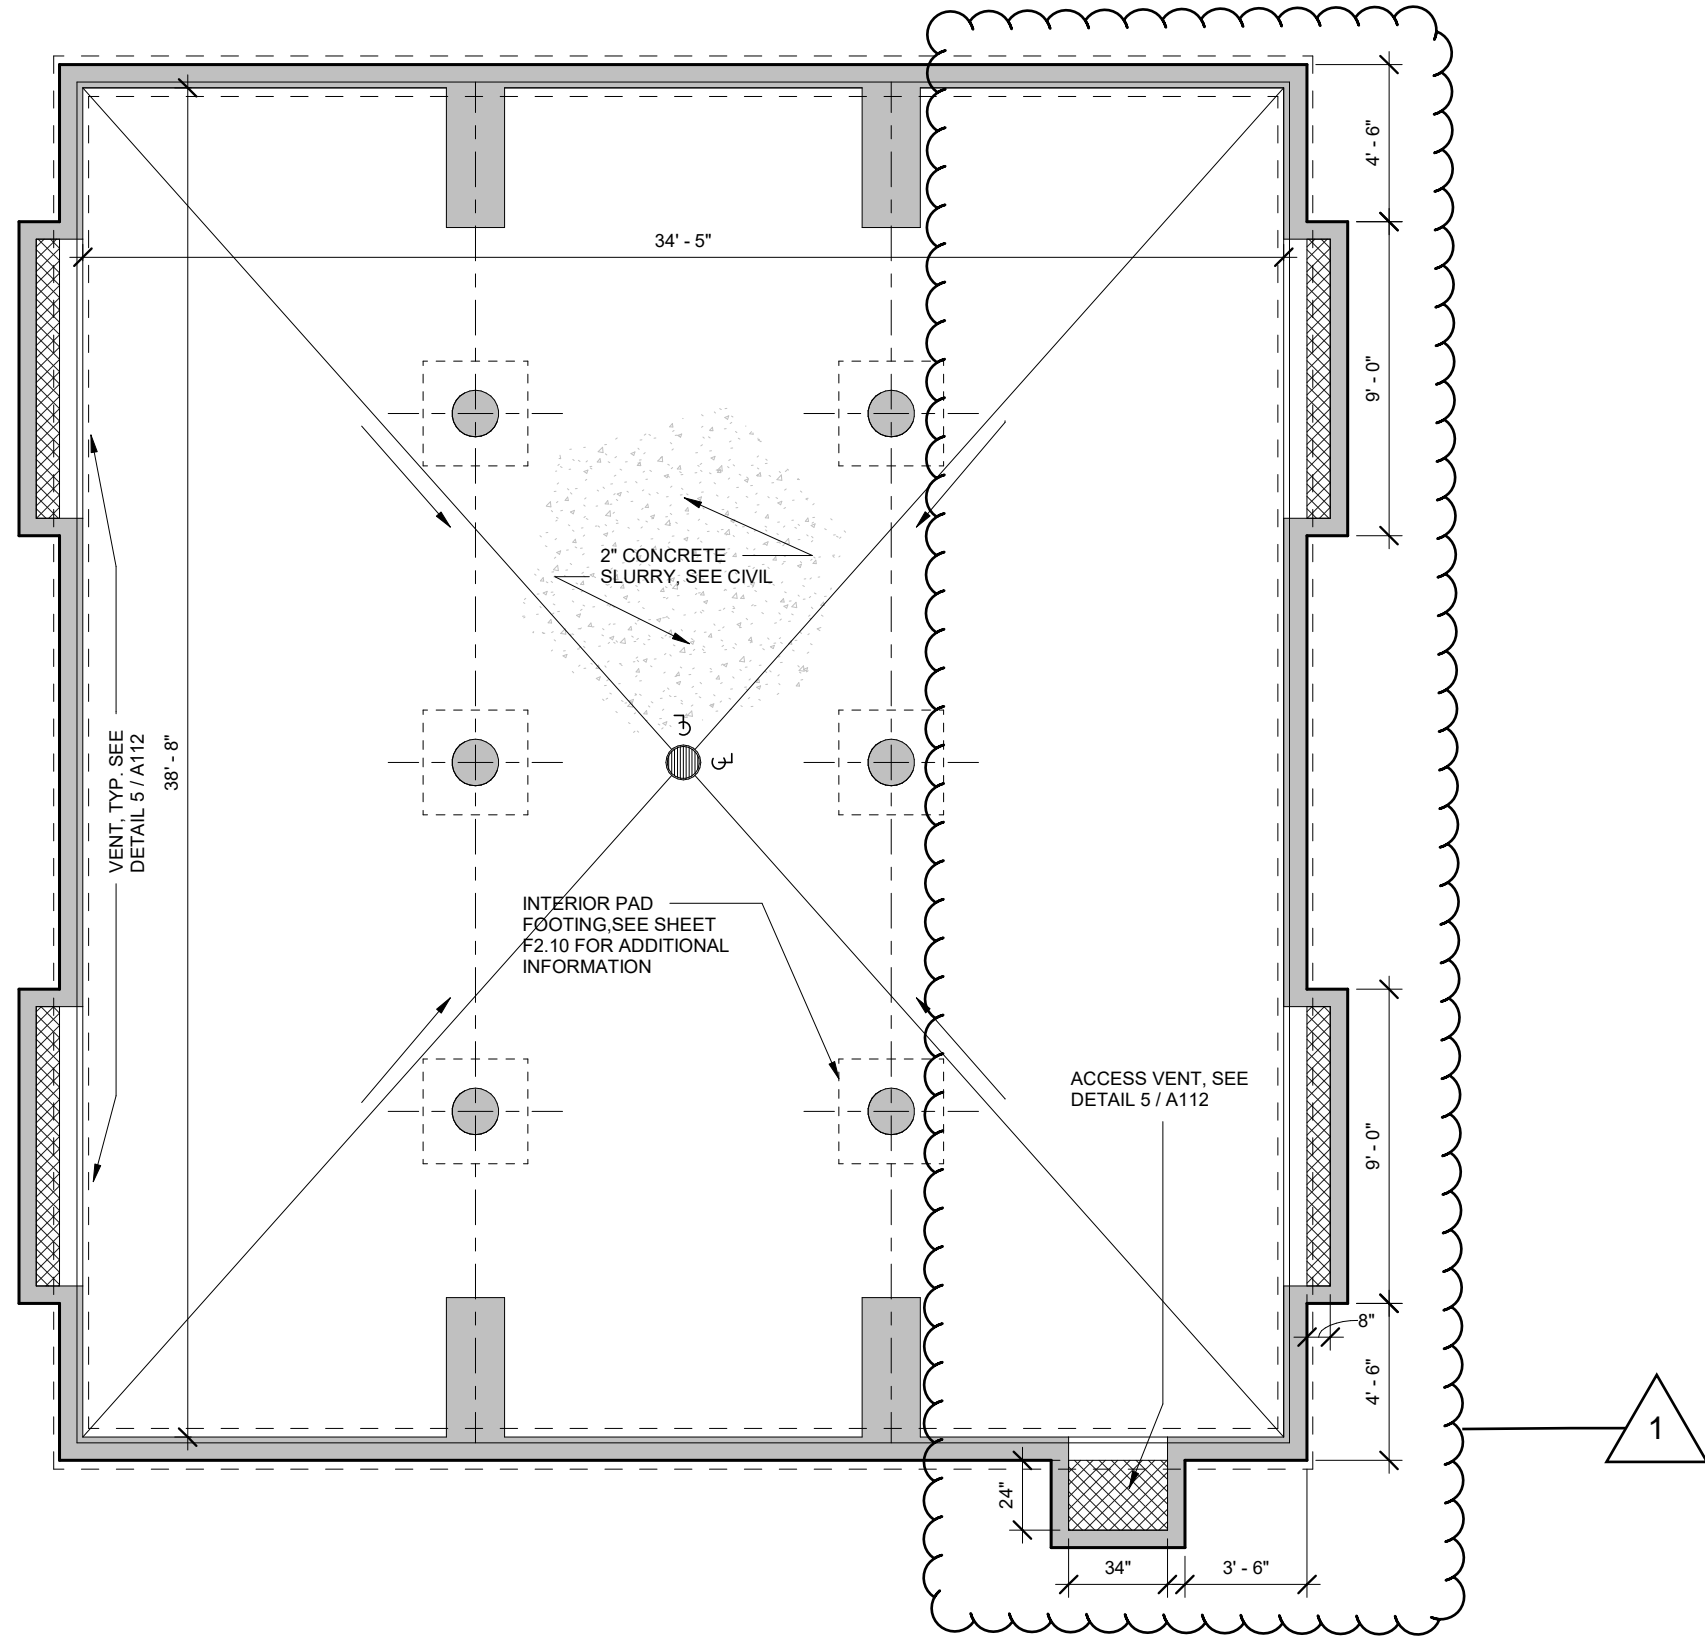 4' - 6"
34' - 5"
9' - 0"
2" CONCRETE
SLURRY, SEE CIVIL
VENT, TYP. SEE
DETAIL 5 / A112
38' - 8"
INTERIOR PAD
FOOTING,SEE SHEET
F2.10 FOR ADDITIONAL
INFORMATION
ACCESS VENT, SEE
DETAIL 5 / A112
9' - 0"
8"
4' - 6"
1
24"
34"
3' - 6"